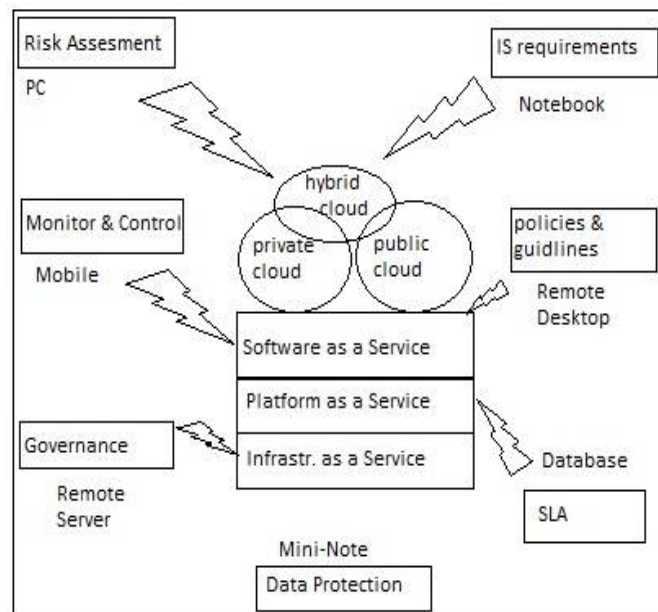 Risk Assesment
PC
IS requirements
Notebook
hybrid
cloud
Monitor & Control
Mobile
private
cloud
public
cloud
policies &
guidlines
Remote
Desktop
Software as a Service
Platform as a Service
Infrastr. as a Service
Governance
Remote
Server
Database
SLA
Mini-Note
Data Protection